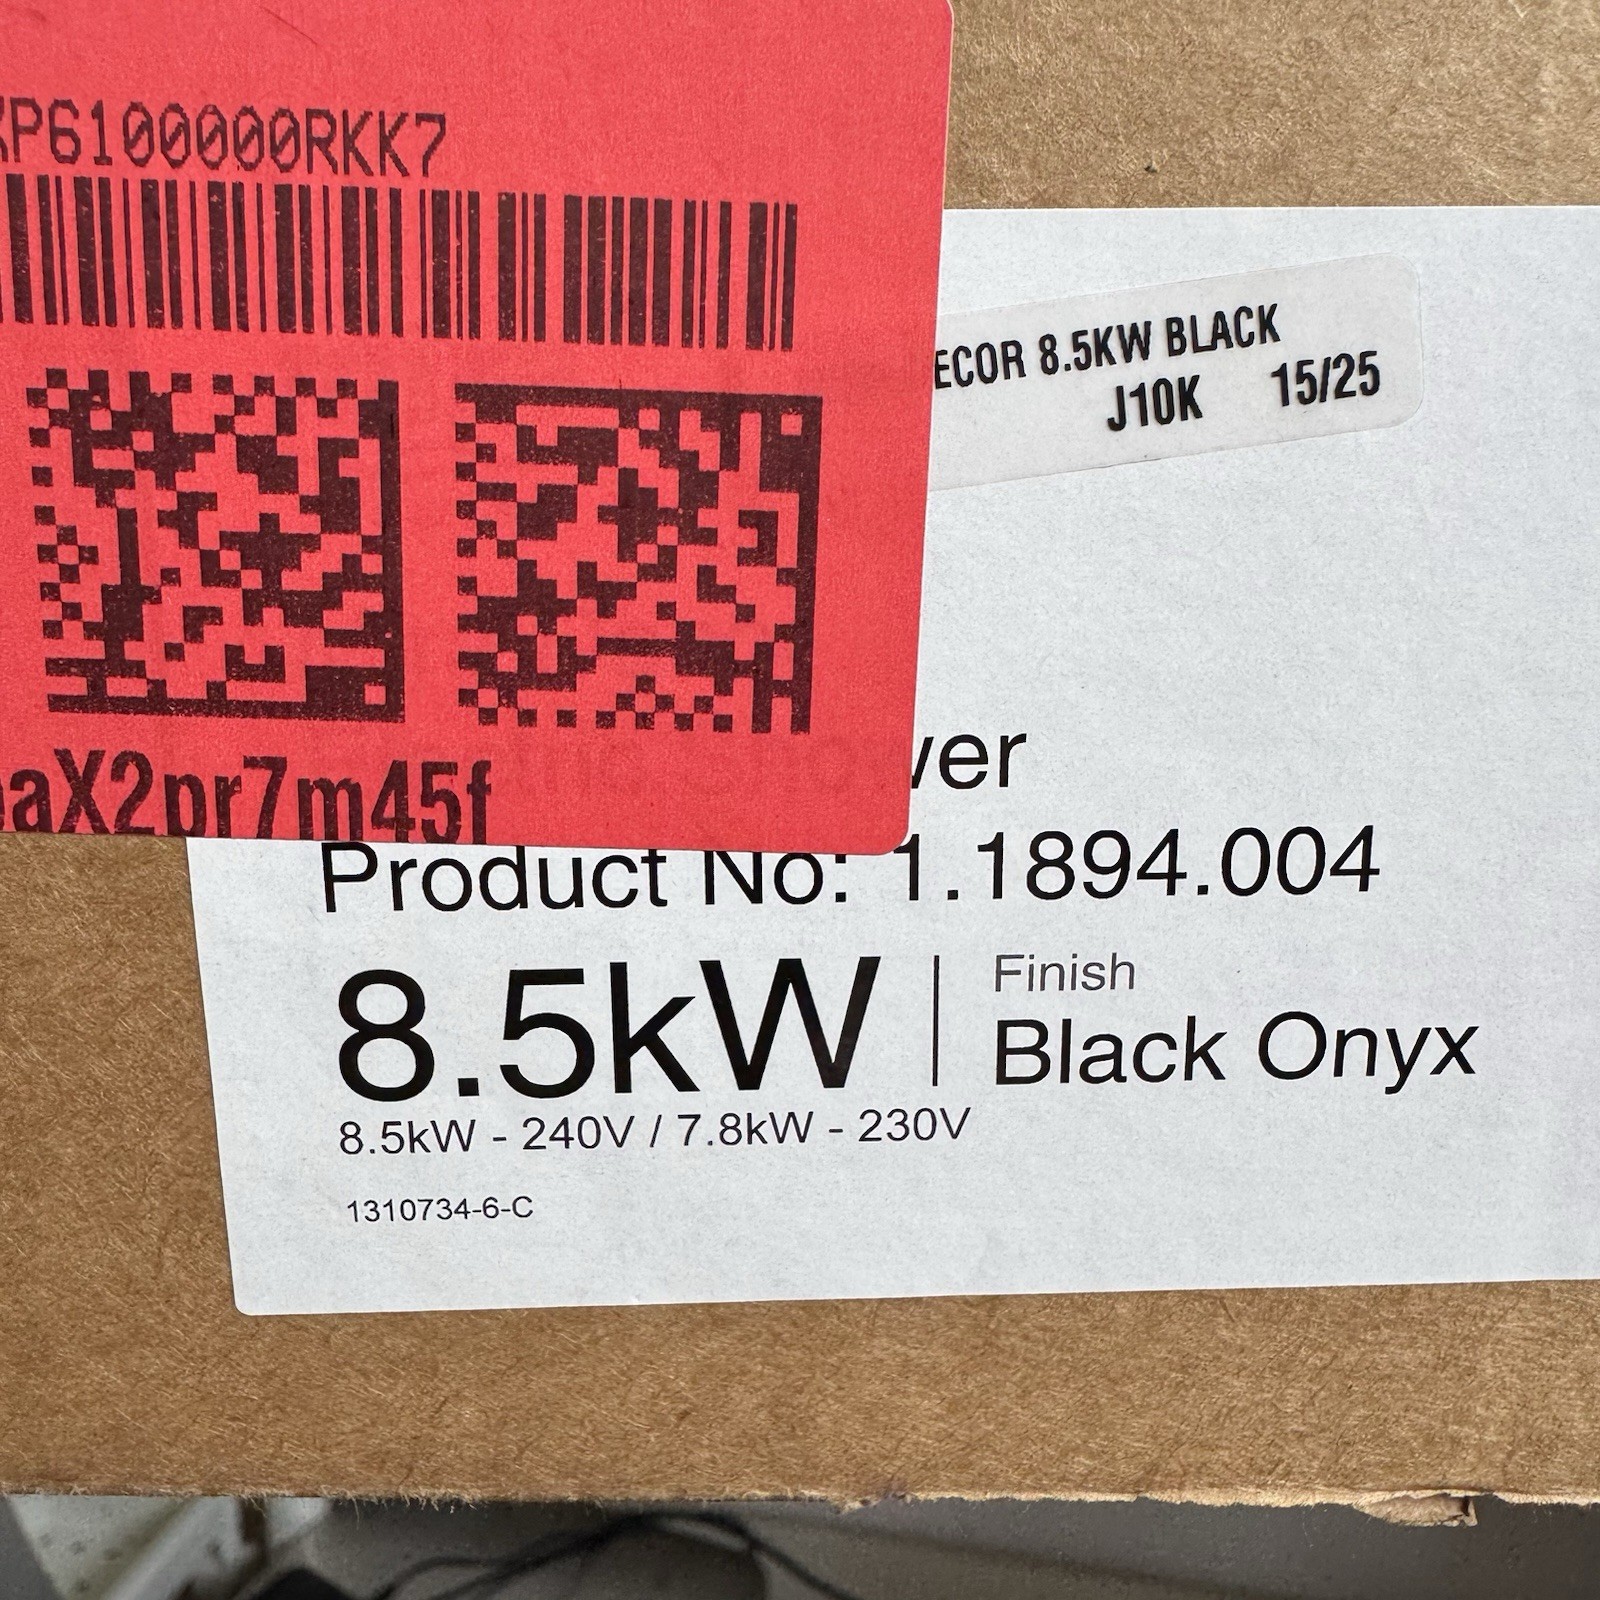 XP6100000RKK7
aX2pr7m45f
ECOR 8.5KW BLACK
J10K 15/25
ver
Product No: 1.1894.004
8.5kW
Finish
Black Onyx
8.5kW - 240V / 7.8kW - 230V
1310734-6-C